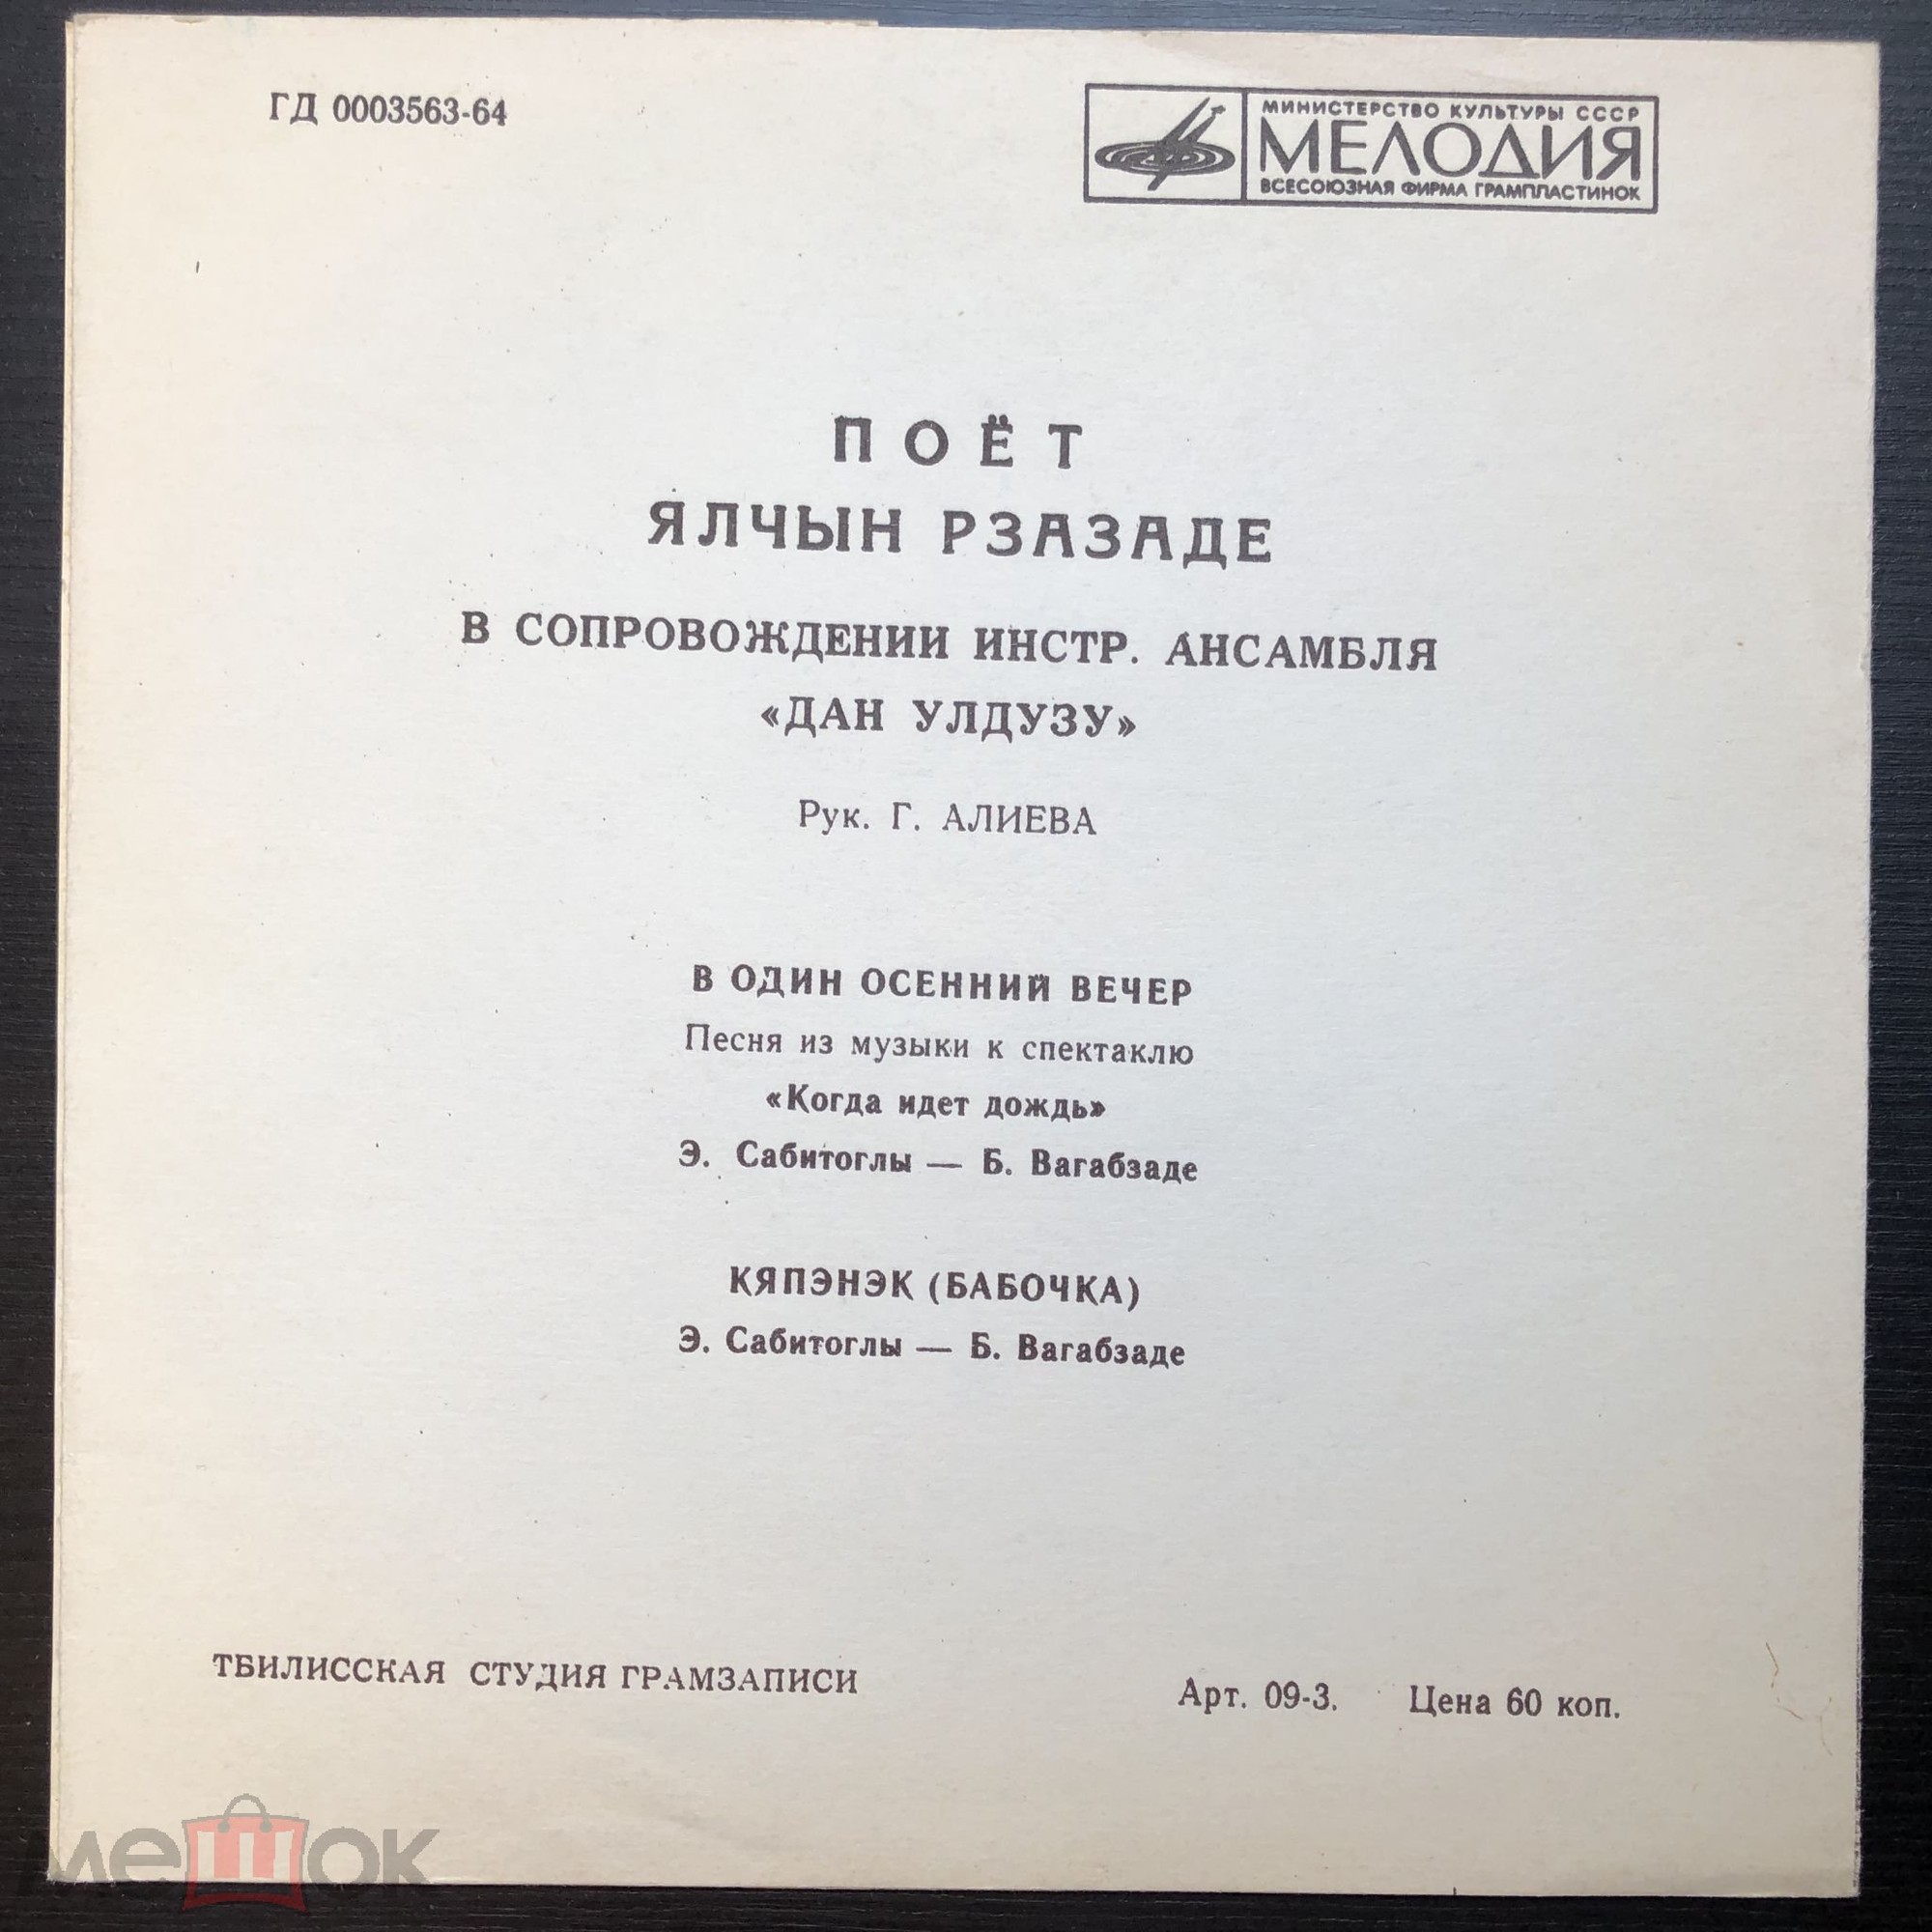 ГД 0003563-64
МИНИСТЕРСТВО КУЛЬТУРЫ СССР
МЕЛОДИЯ
ВСЕСОЮЗНАЯ ФИРМА ГРАМПЛАСТИНОК
ПОЁТ
ЯЛЧЫН РЗАЗАДЕ
В СОПРОВОЖДЕНИИ ИНСТР. АНСАМБЛЯ
«ДАН УЛДУЗУ»
Рук. Г. АЛИЕВА
В ОДИН ОСЕННИЙ ВЕЧЕР
Песня из музыки к спектаклю
«Когда идет дождь»
Э. Сабитоглы — Б. Вагабзаде
КЯПЭНЭК (БАБОЧКА)
Э. Сабитоглы — Б. Вагабзаде
ТБИЛИССКАЯ СТУДИЯ ГРАМЗАПИСИ
Арт. 09-3. Цена 60 коп.
мешок